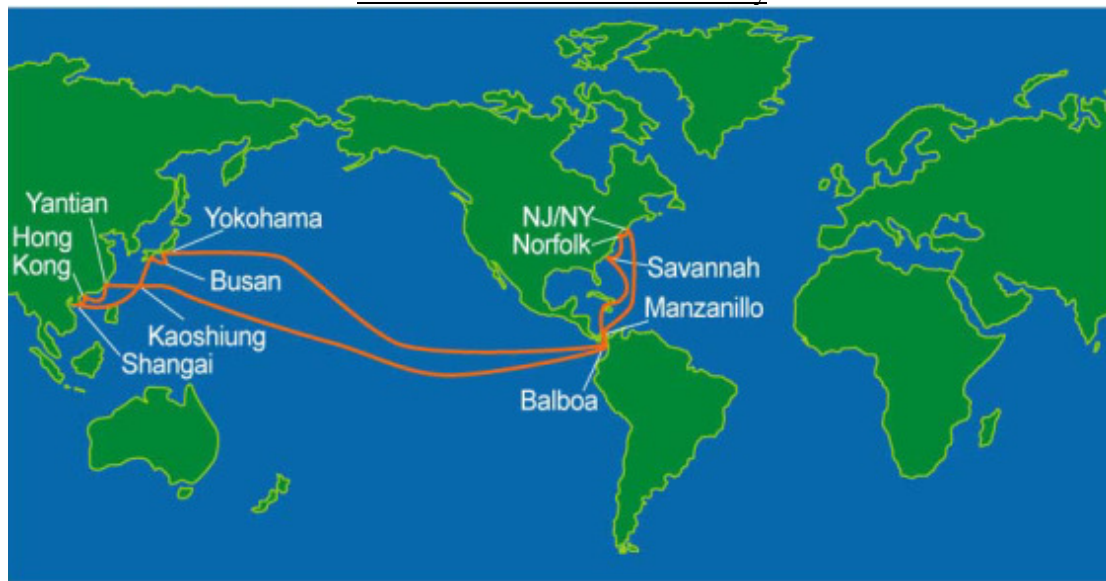 Yantian
Hong
Kong
Yokohama
Busan
Kaoshiung
Shangai
NJ/NY
Norfolk
Savannah
Manzanillo
Balboa